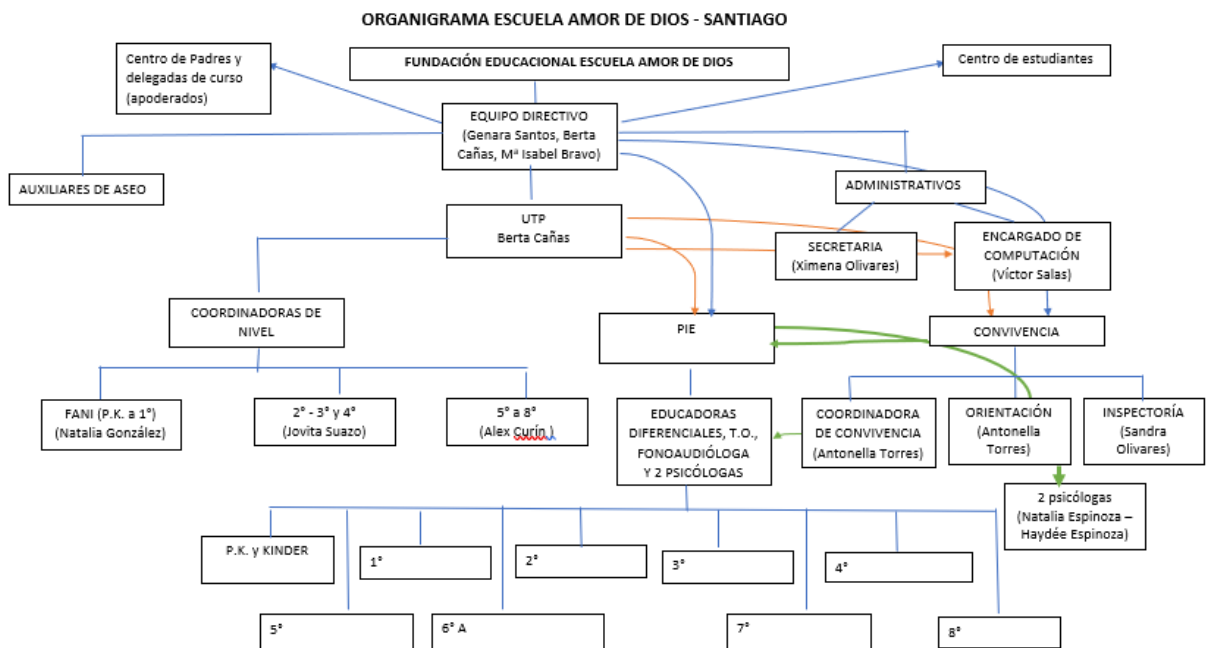 ORGANIGRAMA ESCUELA AMOR DE DIOS - SANTIAGO
Centro de Padres y
delegadas de curso
(apoderados)
FUNDACIÓN EDUCACIONAL ESCUELA AMOR DE DIOS
Centro de estudiantes
EQUIPO DIRECTIVO
(Genara Santos, Berta
Cañas, Mª Isabel Bravo)
AUXILIARES DE ASEO
ADMINISTRATIVOS
UTP
Berta Cañas
SECRETARIA
(Ximena Olivares)
ENCARGADO DE
COMPUTACIÓN
(Víctor Salas)
COORDINADORAS DE
NIVEL
PIE
CONVIVENCIA
FANI (P.K. a 1°)
(Natalia González)
2° - 3° y 4°
(Jovita Suazo)
5° a 8°
(Alex Curín )
EDUCADORAS
DIFERENCIALES, T.O.,
FONOAUDIÓLOGA
Y 2 PSICÓLOGAS
COORDINADORA
DE CONVIVENCIA
(Antonella Torres)
ORIENTACIÓN
(Antonella
Torres)
INSPECTORÍA
(Sandra
Olivares)
2 psicólogas
(Natalia Espinoza –
Haydée Espinoza)
P.K. y KINDER
1°
2°
3°
4°
5°
6° A
7°
8°